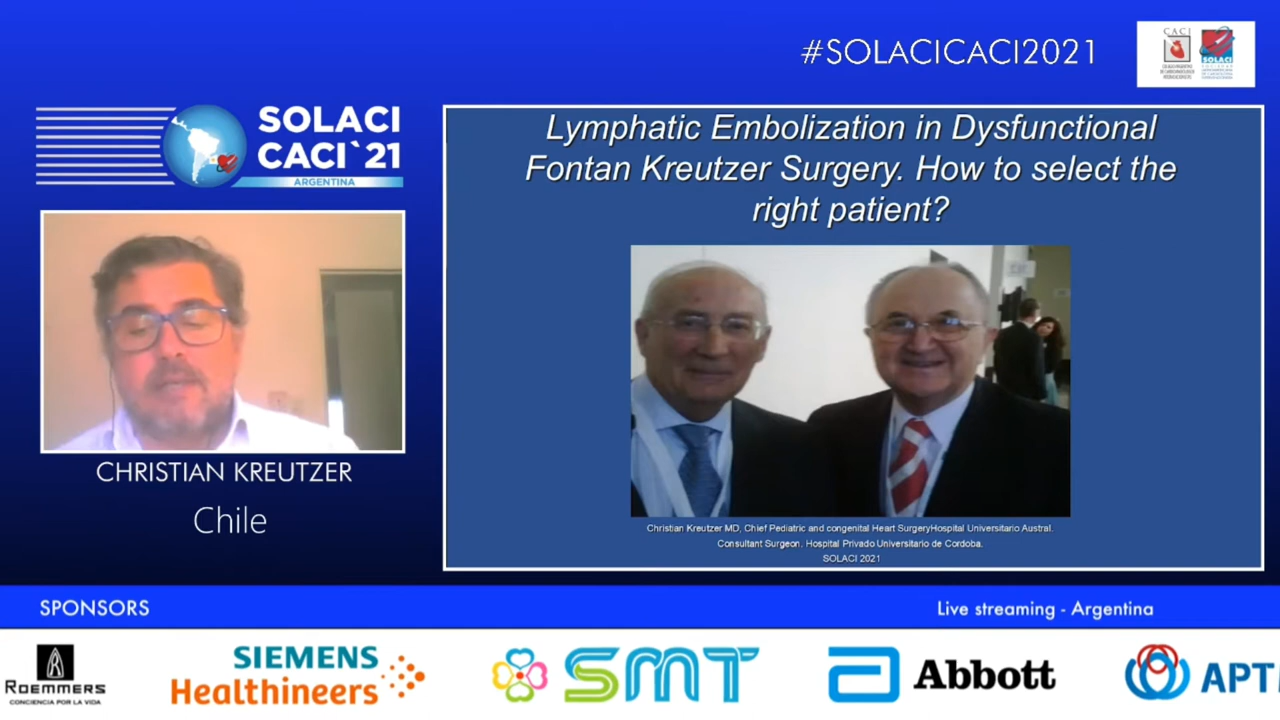 #SOLACICACI2021
CACI
SOLACI
SOLACI
CACI`21
ARGENTINA
Lymphatic Embolization in Dysfunctional
Fontan Kreutzer Surgery. How to select the
right patient?
Christian Kreutzer MD, Chief Pediatric and congenital Heart SurgeryHospital Universitario Austral.
Consultant Surgeon. Hospital Privado Universitario de Cordoba.
SOLACI 2021
CHRISTIAN KREUTZER
Chile
SPONSORS
Live streaming - Argentina
ROEMMERS
CONCIENCIA POR LA VIDA
SIEMENS
Healthineers
SMT
Abbott
APT